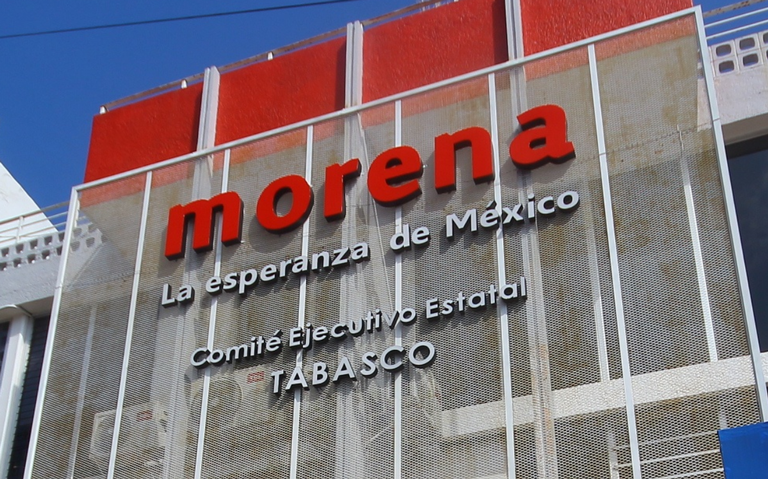 morena
La esperanza de México
Comité Ejecutivo Estatal
TABASCO